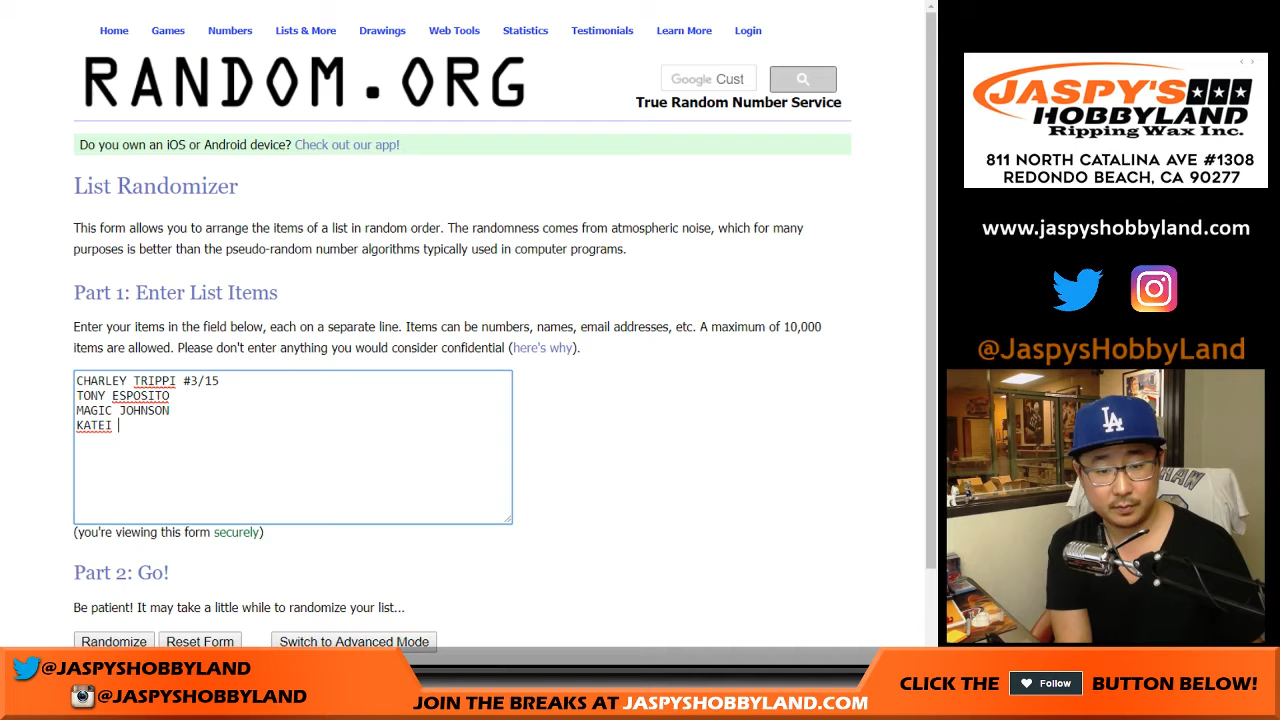 Home Games Numbers Lists & More Drawings Web Tools Statistics Testimonials Learn More Login
RANDOM.ORG
Google Cust
True Random Number Service
Do you own an iOS or Android device? Check out our app!
List Randomizer
This form allows you to arrange the items of a list in random order. The randomness comes from atmospheric noise, which for many
purposes is better than the pseudo-random number algorithms typically used in computer programs.
Part 1: Enter List Items
Enter your items in the field below, each on a separate line. Items can be numbers, names, email addresses, etc. A maximum of 10,000
items are allowed. Please don't enter anything you would consider confidential (here's why).
CHARLEY TRIPPI #3/15
TONY ESPOSITO
MAGIC JOHNSON
KATEI
(you're viewing this form securely)
Part 2: Go!
Be patient! It may take a little while to randomize your list...
Randomize Reset Form Switch to Advanced Mode
JASPY'S
HOBBYLAND
Ripping Wax Inc.
811 NORTH CATALINA AVE #1308
REDONDO BEACH, CA 90277
www.jaspyshobbyland.com
@JaspysHobbyLand
LA
@JASPYSHOBBYLAND
@JASPYSHOBBYLAND
JOIN THE BREAKS AT JASPYSHOBBYLAND.COM
CLICK THE Follow BUTTON BELOW!